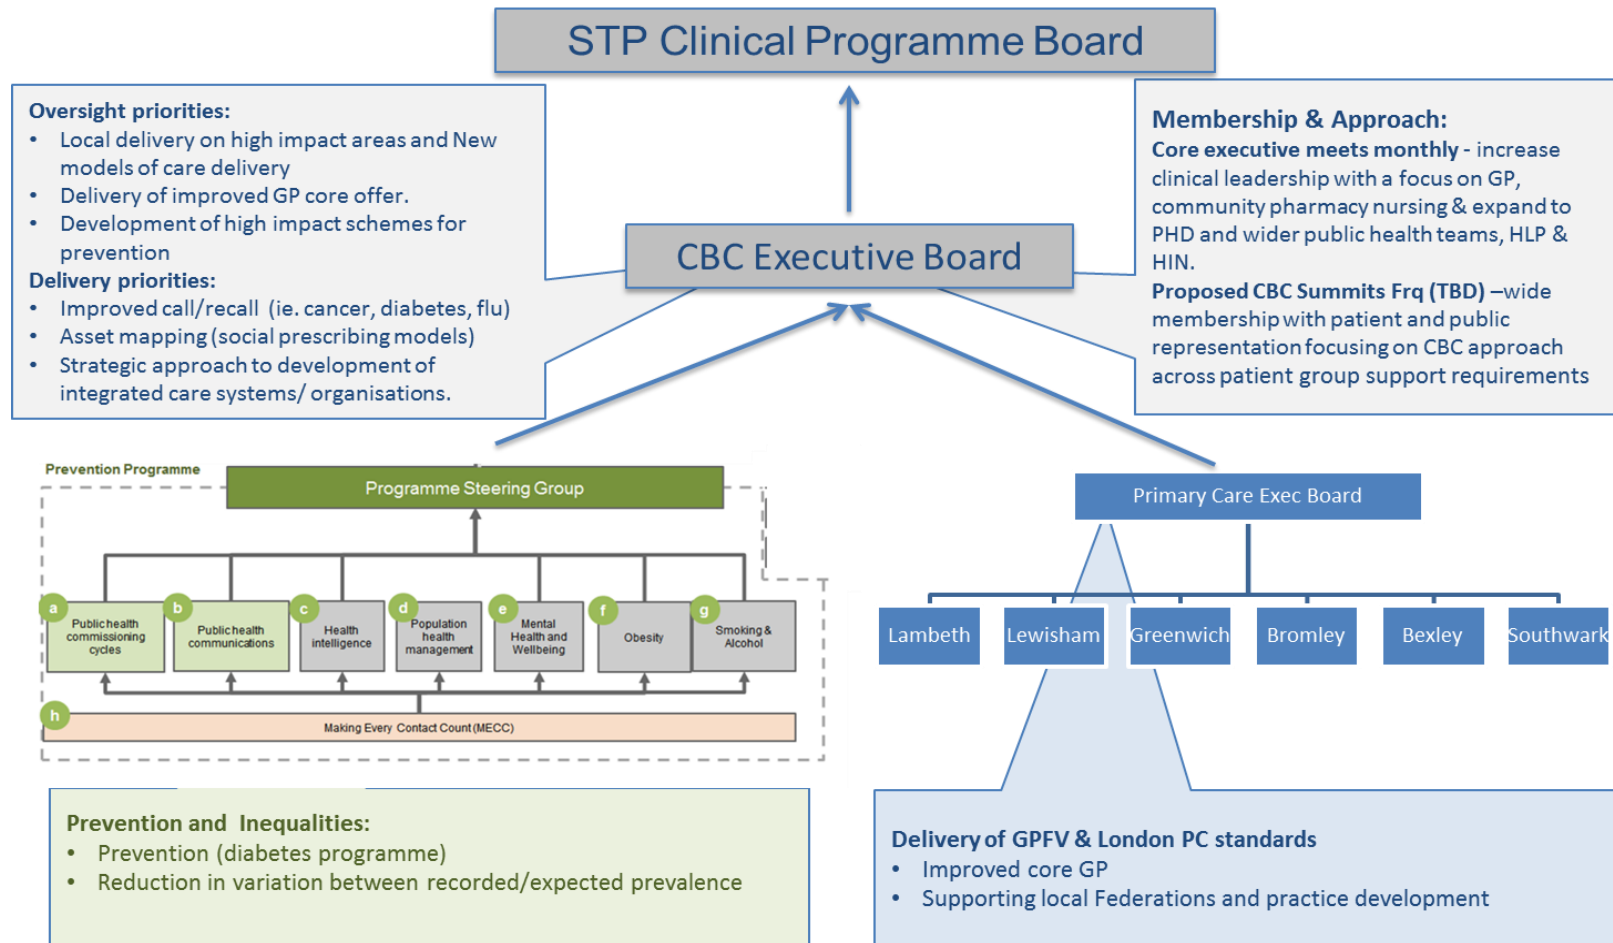 STP Clinical Programme Board
Oversight priorities:
• Local delivery on high impact areas and New
models of care delivery
• Delivery of improved GP core offer.
• Development of high impact schemes for
prevention
Delivery priorities:
• Improved call/recall (ie. cancer, diabetes, flu)
• Asset mapping (social prescribing models)
• Strategic approach to development of
integrated care systems/ organisations.
CBC Executive Board
Membership & Approach:
Core executive meets monthly - increase
clinical leadership with a focus on GP,
community pharmacy nursing & expand to
PHD and wider public health teams, HLP &
HIN.
Proposed CBC Summits Frq (TBD) –wide
membership with patient and public
representation focusing on CBC approach
across patient group support requirements
Prevention Programme
Programme Steering Group
a
Public health
commissioning
cycles
b
Public health
communications
c
Health
intelligence
d
Population
health
management
e
Mental
Health and
Wellbeing
f
Obesity
g
Smoking &
Alcohol
h
Making Every Contact Count (MECC)
Primary Care Exec Board
Lambeth
Lewisham
Greenwich
Bromley
Bexley
Southwark
Prevention and Inequalities:
• Prevention (diabetes programme)
• Reduction in variation between recorded/expected prevalence
Delivery of GPFV & London PC standards
• Improved core GP
• Supporting local Federations and practice development